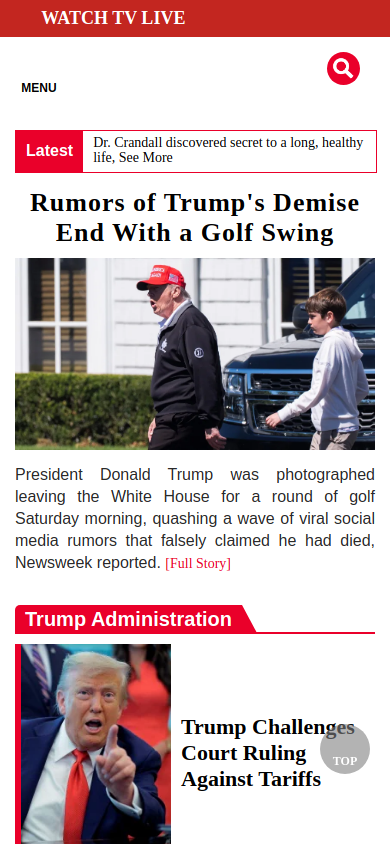 WATCH TV LIVE
MENU
Latest
Dr. Crandall discovered secret to a long, healthy
life, See More
Rumors of Trump's Demise
End With a Golf Swing
President Donald Trump was photographed
leaving the White House for a round of golf
Saturday morning, quashing a wave of viral social
media rumors that falsely claimed he had died,
Newsweek reported. [Full Story]
Trump Administration
Trump Challenges
Court Ruling
Against Tariffs
TOP